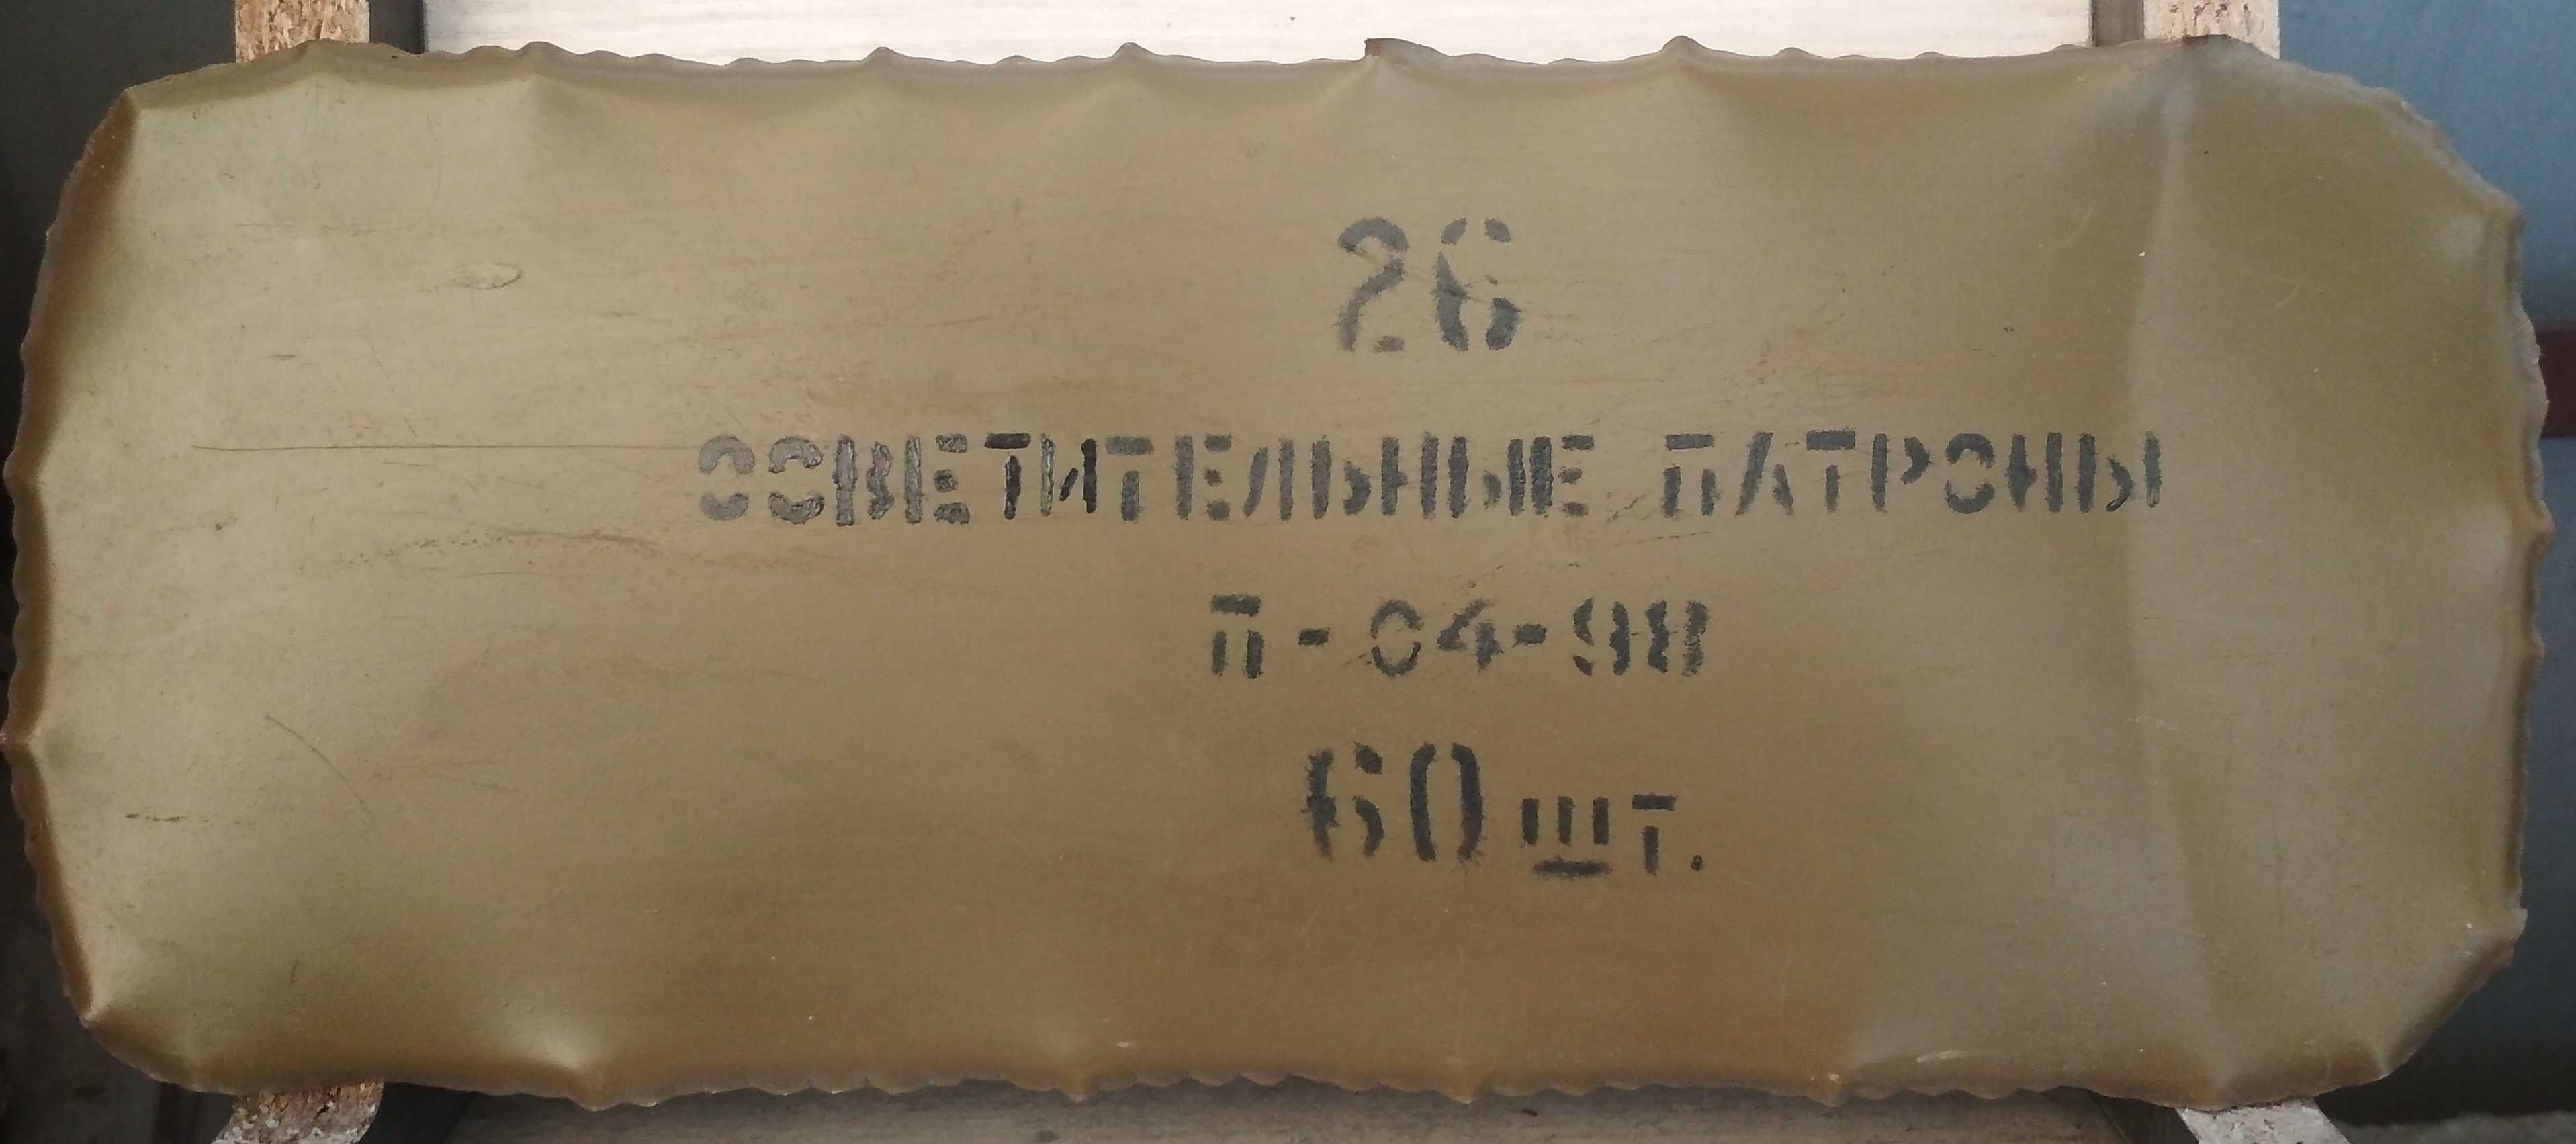 26
ОСВЕТИТЕЛЬНЫЕ ПАТРОНЫ
П-04-98
60 шт.